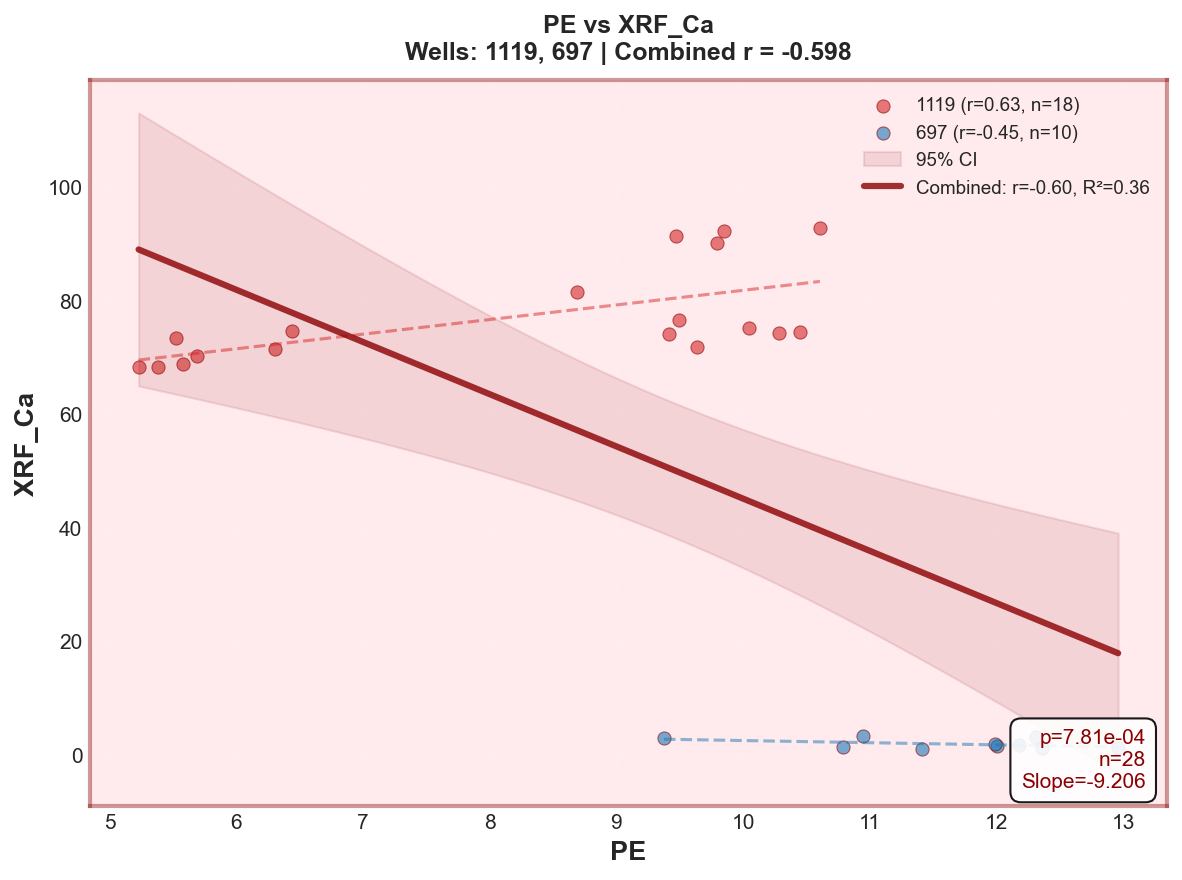 PE vs XRF_Ca
Wells: 1119, 697 | Combined r = -0.598
1119 (r=0.63, n=18)
697 (r=-0.45, n=10)
95% CI
Combined: r=-0.60, R²=0.36
XRF_Ca
100
80
60
40
20
0
p=7.81e-04
n=28
Slope=-9.206
5 6 7 8 9 10 11 12 13
PE